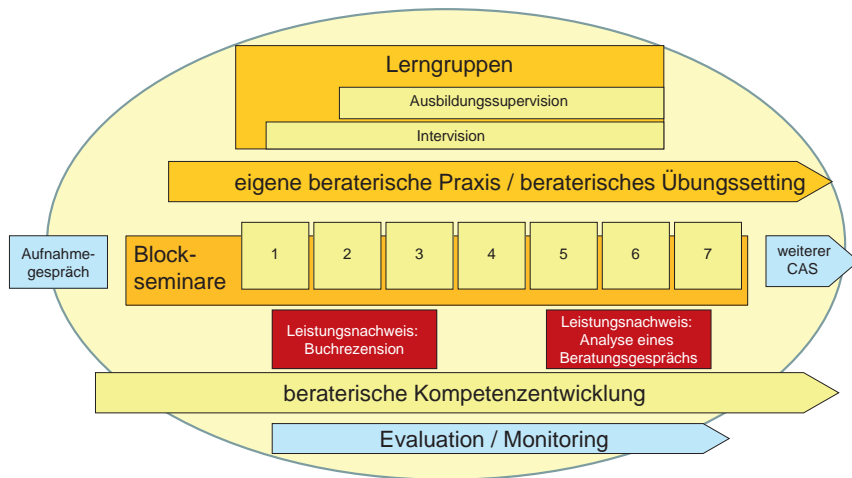 Lerngruppen
Ausbildungssupervision
Intervision
eigene beraterische Praxis / beraterisches Übungssetting
Aufnahme-
gespräch
Block-
seminare
1
2
3
4
5
6
7
weiterer
CAS
Leistungsnachweis:
Buchrezension
Leistungsnachweis:
Analyse eines
Beratungsgesprächs
beraterische Kompetenzentwicklung
Evaluation / Monitoring